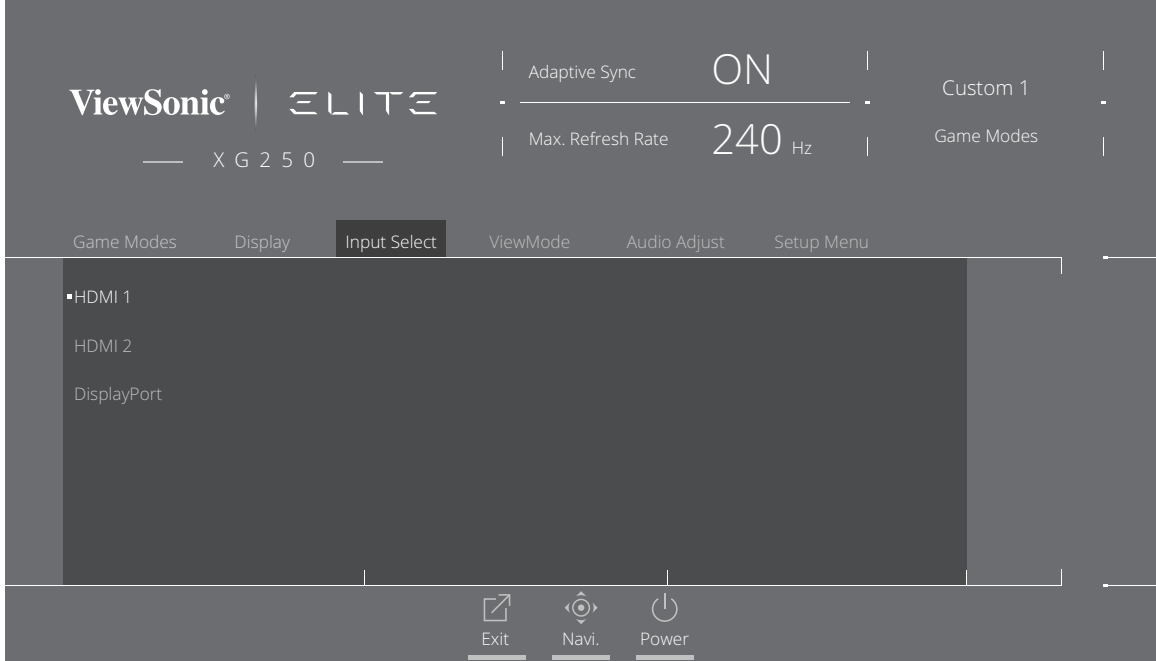 ViewSonic® ELITE
XG250
Adaptive Sync ON
Max. Refresh Rate 240 Hz
Custom 1
Game Modes
Game Modes Display Input Select ViewMode Audio Adjust Setup Menu
HDMI 1
HDMI 2
DisplayPort
Exit Navi. Power